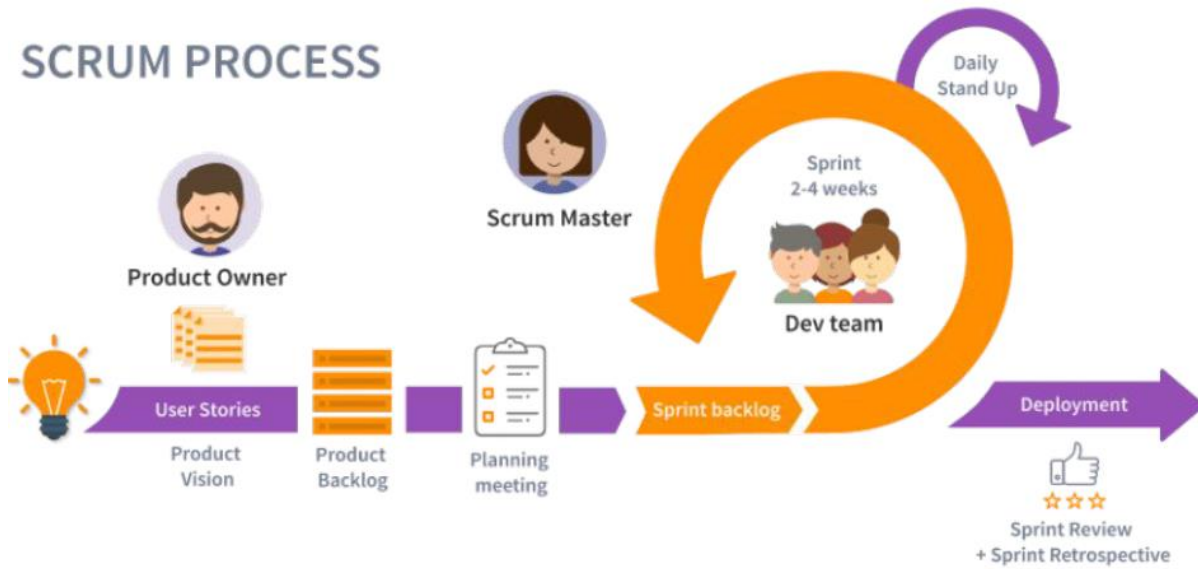 SCRUM PROCESS
Daily
Stand Up
Sprint
2-4 weeks
Scrum Master
Product Owner
Dev team
User Stories
Sprint backlog
Deployment
Product
Vision
Product
Backlog
Planning
meeting
Sprint Review
+ Sprint Retrospective